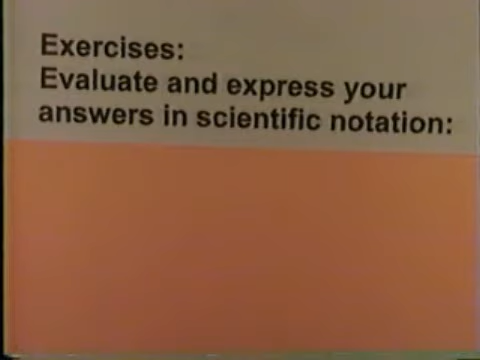 Exercises:
Evaluate and express your
answers in scientific notation: